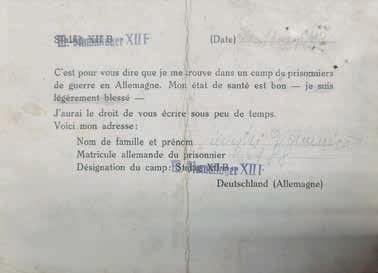 Stalag XII B XII F (Date)
C'est pour vous dire que je me trouve dans un camp de prisonniers
de guerre en Allemagne. Mon état de santé est bon — je suis
légèrement blessé —
J'aurai le droit de vous écrire sous peu de temps.
Voici mon adresse:
Nom de famille et prénom
Matricule allemande du prisonnier
Désignation du camp: Stalag XII B XII F
Deutschland (Allemagne)